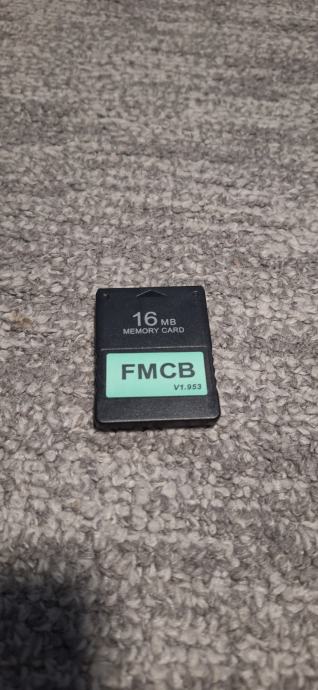 16 MB
MEMORY CARD
FMCB
V1.953